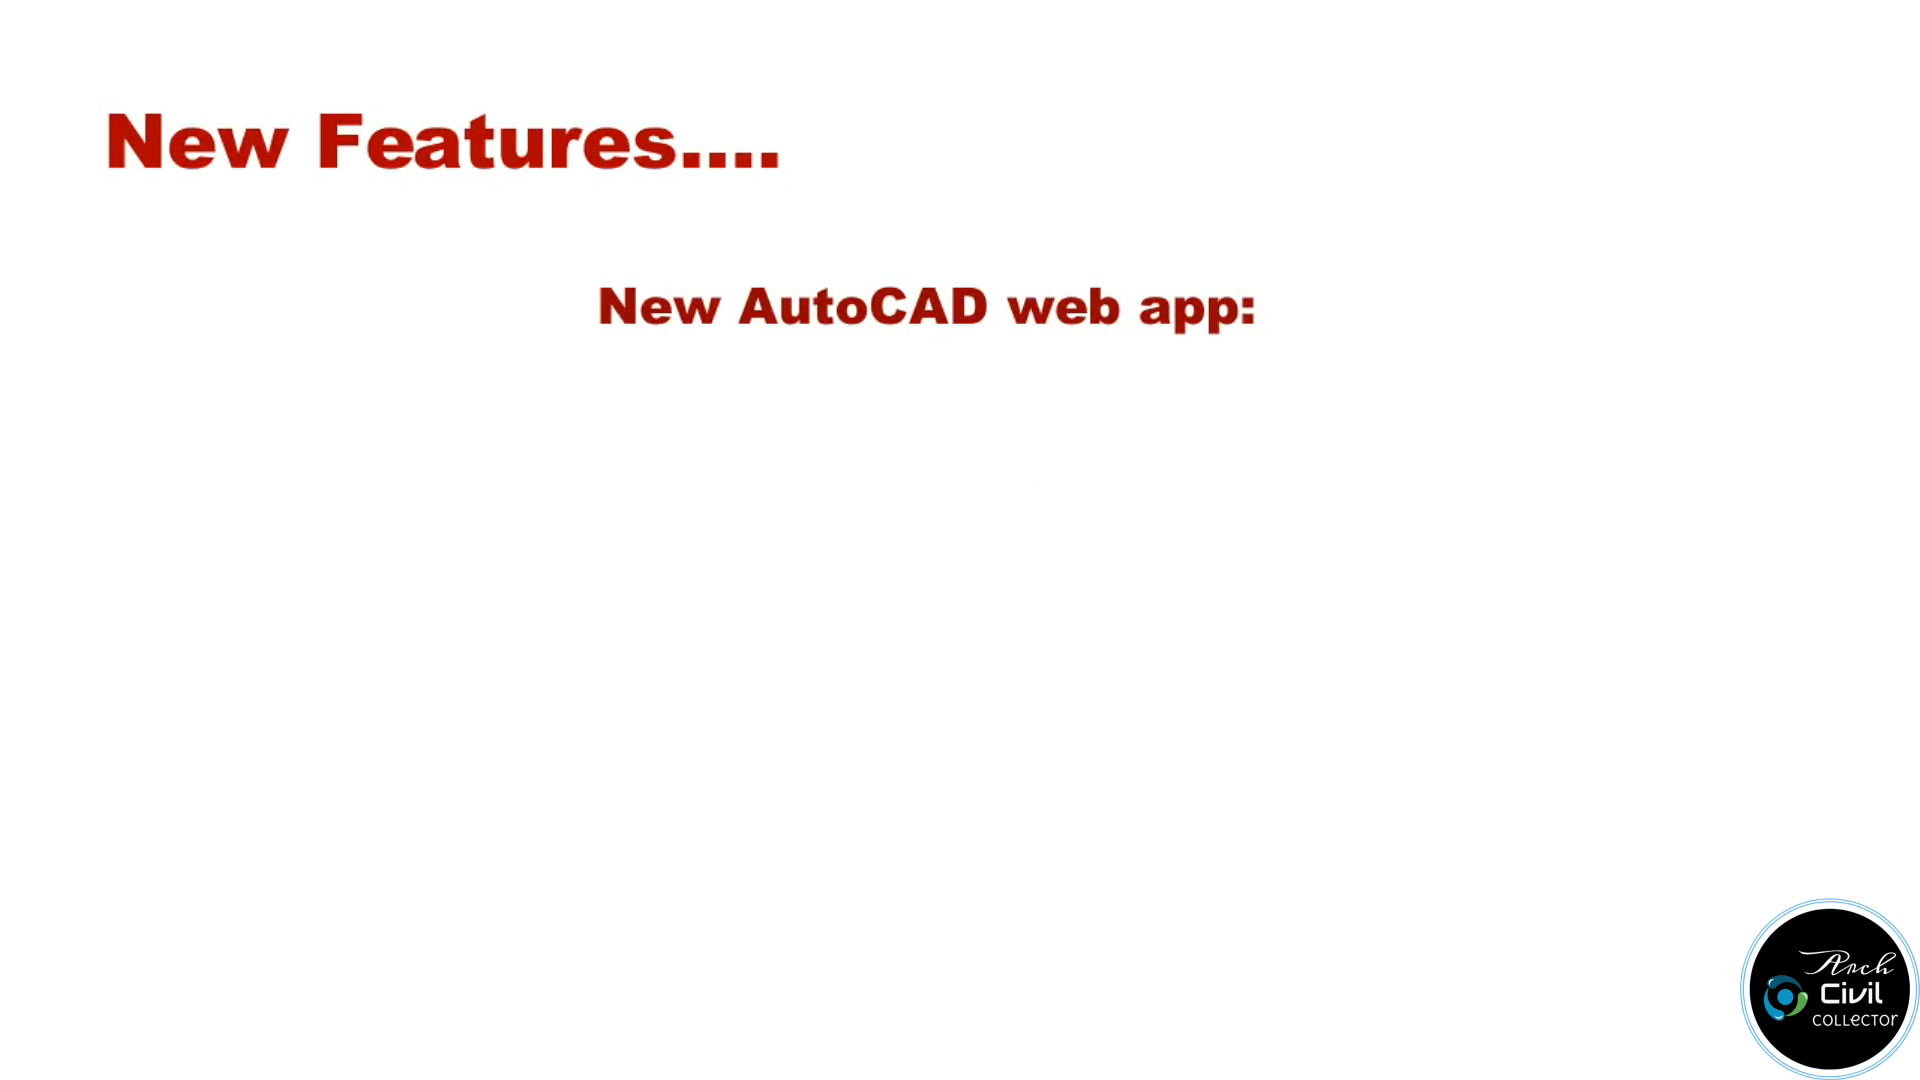 New Features....
New AutoCAD web app:
Arch
Civil
COLLECTOR